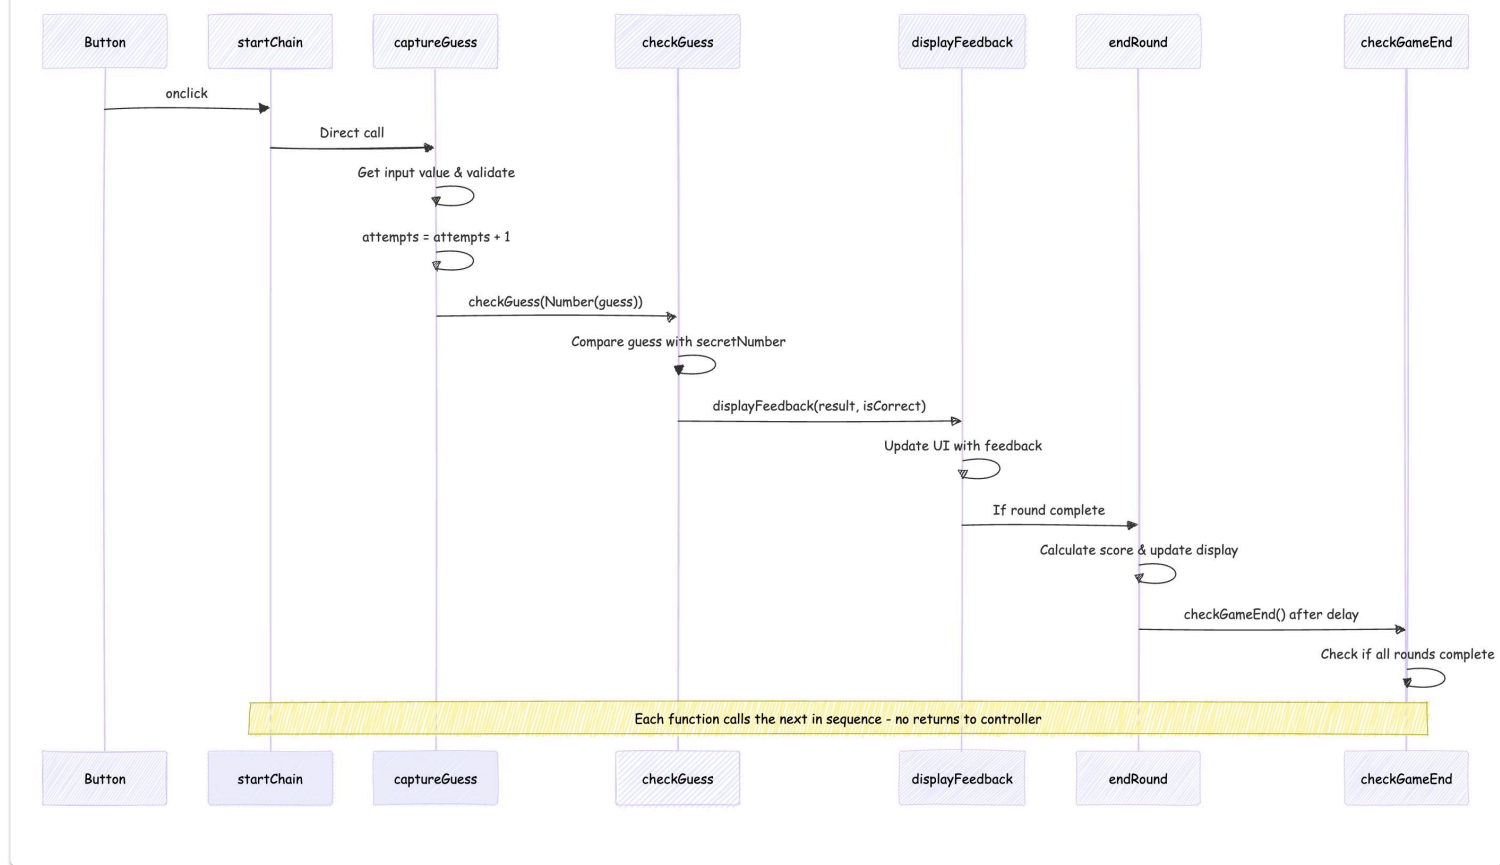 Button
startChain
captureGuess
checkGuess
displayFeedback
endRound
checkGameEnd
onclick
Direct call
Get input value & validate
attempts = attempts + 1
checkGuess(Number(guess))
Compare guess with secretNumber
displayFeedback(result, isCorrect)
Update UI with feedback
If round complete
Calculate score & update display
checkGameEnd() after delay
Check if all rounds complete
Each function calls the next in sequence - no returns to controller
Button
startChain
captureGuess
checkGuess
displayFeedback
endRound
checkGameEnd